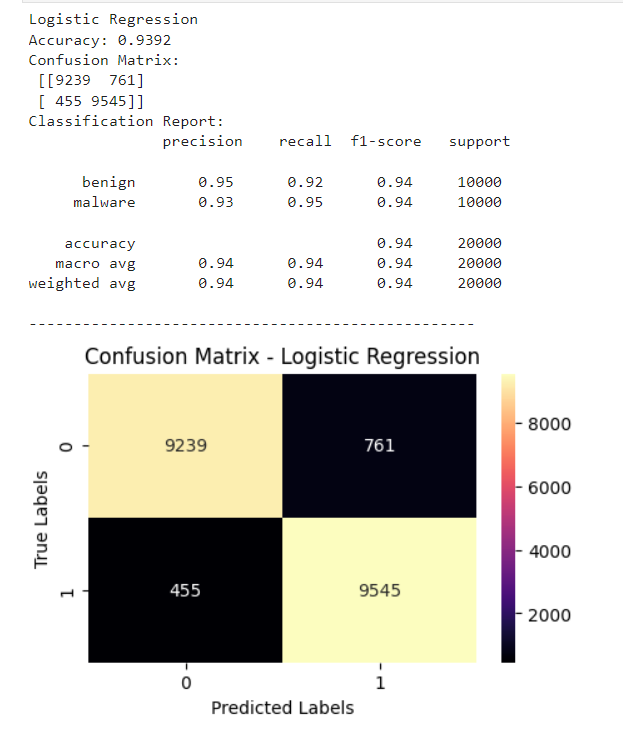 Logistic Regression
Accuracy: 0.9392
Confusion Matrix:
[[9239 761]
[ 455 9545]]
Classification Report:
precision recall f1-score support
benign 0.95 0.92 0.94 10000
malware 0.93 0.95 0.94 10000
accuracy 0.94 20000
macro avg 0.94 0.94 0.94 20000
weighted avg 0.94 0.94 0.94 20000
--------------------------------------------------
Confusion Matrix - Logistic Regression
True Labels
0
1
9239 761
455 9545
0 1
Predicted Labels
8000
6000
4000
2000